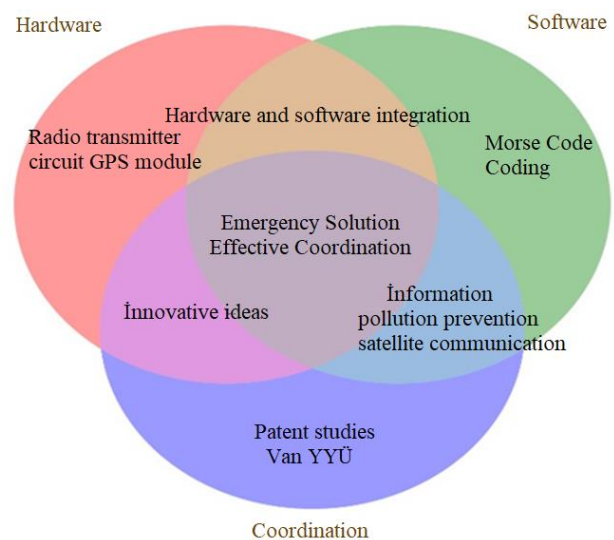 Hardware
Software
Hardware and software integration
Radio transmitter
circuit GPS module
Morse Code
Coding
Emergency Solution
Effective Coordination
İnnovative ideas
İnformation
pollution prevention
satellite communication
Patent studies
Van YYÜ
Coordination